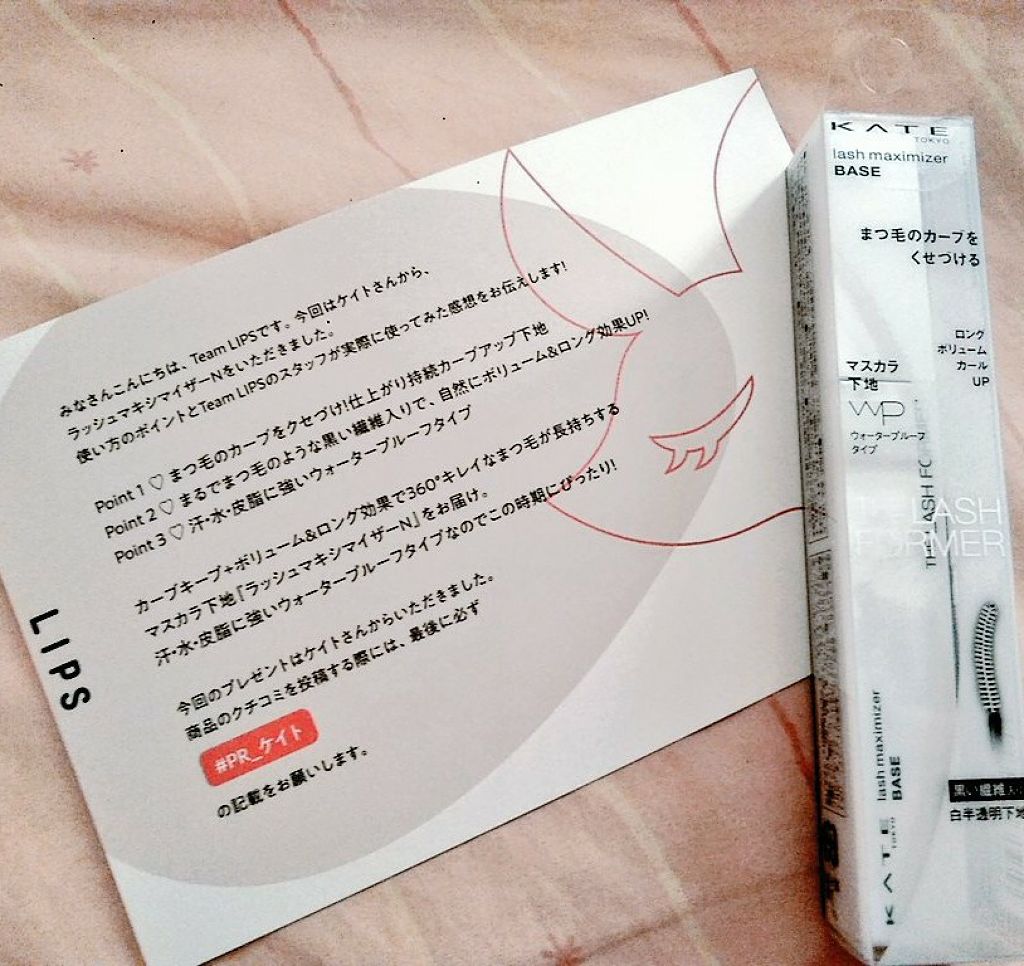 みなさんこんにちは、Team LIPSです。今回はケイトさんから、
ラッシュマキシマイザーNをいただきました。
使い方のポイントとTeam LIPSのスタッフが実際に使ってみた感想をお伝えします!
Point 1 ♡ まつ毛のカーブをクセづけ!仕上がり持続カーブアップ下地
Point 2 ♡ まるでまつ毛のような黒い繊維入りで、自然にボリューム&ロング効果UP!
Point 3 ♡ 汗・水・皮脂に強いウォータープルーフタイプ
カーブキープ+ボリューム&ロング効果で360°キレイなまつ毛が長持ちする
マスカラ下地『ラッシュマキシマイザーN』をお届け。
汗・水・皮脂に強いウォータープルーフタイプなのでこの時期にぴったり!
今回のプレゼントはケイトさんからいただきました。
商品のクチコミを投稿する際には、最後に必ず
#PR_ケイト
の記載をお願いします。
LIPS
KATE
TOKYO
lash maximizer
BASE
まつ毛のカーブを
くせづける
ロング
ボリューム
カール
UP
マスカラ
下地
WP
ウォータープルーフ
タイプ
THE LASH FORMER
LASH
FORMER
黒い繊維入り
白半透明下地
KATE
TOKYO
lash maximizer
BASE